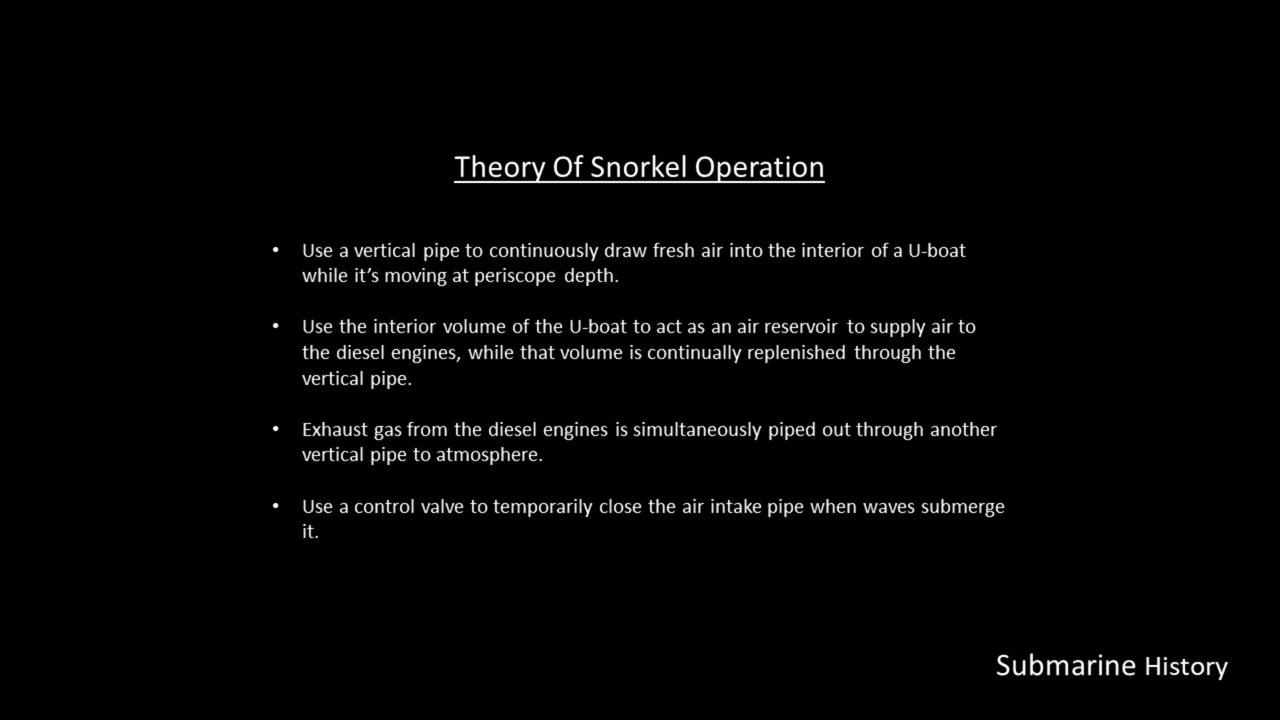 Theory Of Snorkel Operation
• Use a vertical pipe to continuously draw fresh air into the interior of a U-boat
while it’s moving at periscope depth.
• Use the interior volume of the U-boat to act as an air reservoir to supply air to
the diesel engines, while that volume is continually replenished through the
vertical pipe.
• Exhaust gas from the diesel engines is simultaneously piped out through another
vertical pipe to atmosphere.
• Use a control valve to temporarily close the air intake pipe when waves submerge
it.
Submarine History